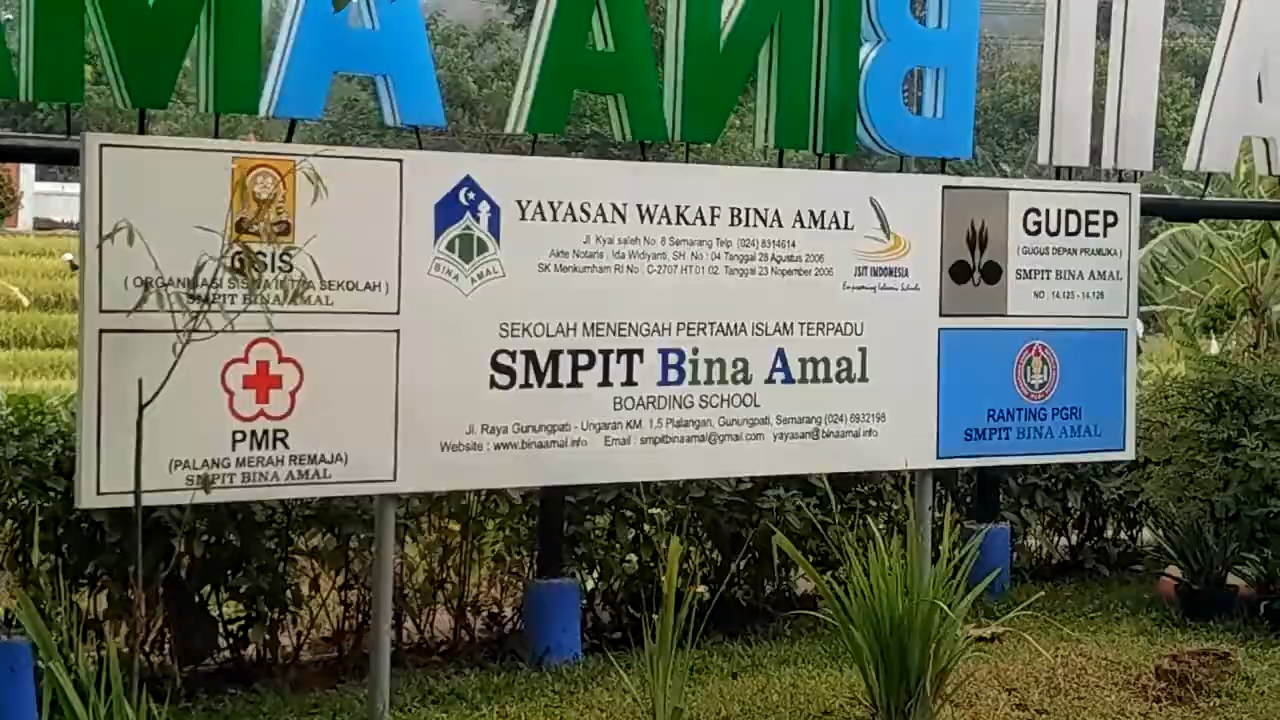 OSIS
( ORGANISASI SISWA INTRA SEKOLAH )
SMPIT BINA AMAL
PMR
(PALANG MERAH REMAJA)
SMPIT BINA AMAL
BINA AMAL
YAYASAN WAKAF BINA AMAL
Jl. Kyai saleh No. 8 Semarang Telp. (024) 8314614
Akte Notaris : Ida Widiyanti, SH. No : 04 Tanggal 28 Agustus 2006
SK Menkumham RI No : C-2707.HT.01.02. Tanggal 23 Nopember 2006
JSIT INDONESIA
Empowering Islamic Schools
SEKOLAH MENENGAH PERTAMA ISLAM TERPADU
SMPIT Bina Amal
BOARDING SCHOOL
Jl. Raya Gunungpati - Ungaran KM. 1,5 Plalangan, Gunungpati, Semarang (024) 6932198
Website : www.binaamal.info Email : smpitbinaamal@gmail.com yayasan@binaamal.info
GUDEP
( GUGUS DEPAN PRAMUKA )
SMPIT BINA AMAL
NO : 14.125 - 14.126
RANTING PGRI
SMPIT BINA AMAL